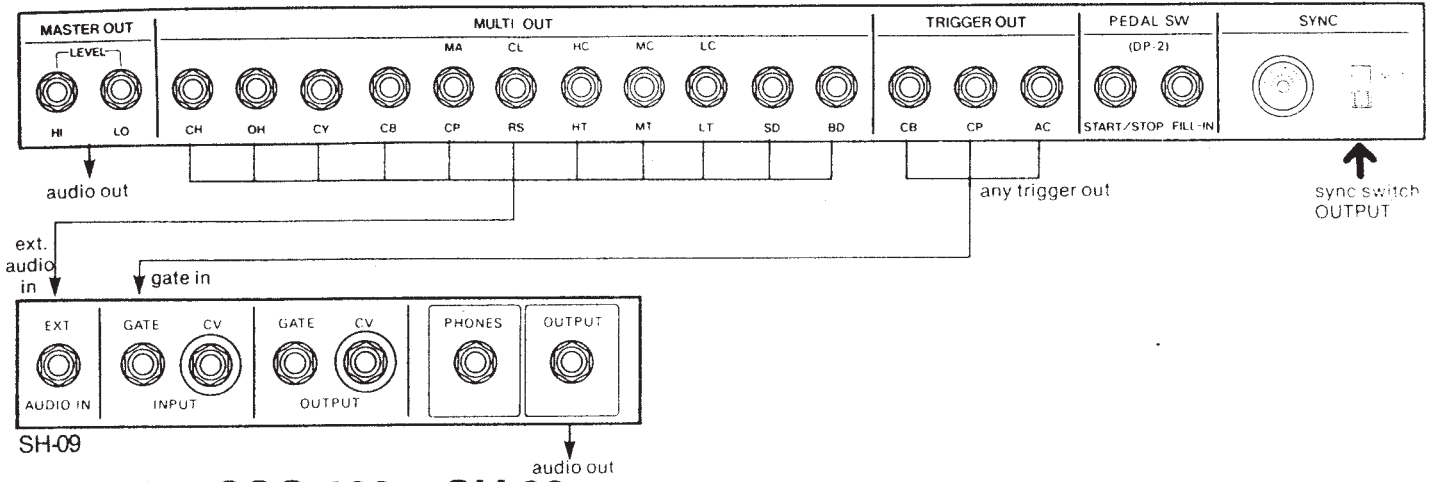 MASTER OUT MULTI OUT TRIGGER OUT PEDAL SW SYNC
LEVEL MA CL HC MC LC (DP-2)
HI LO CH OH CY CB CP RS HT MT LT SD BD CB CP AC START/STOP FILL-IN
audio out
any trigger out
sync switch
OUTPUT
ext.
audio
in
gate in
EXT GATE CV GATE CV PHONES OUTPUT
AUDIO IN INPUT OUTPUT
SH-09
audio out